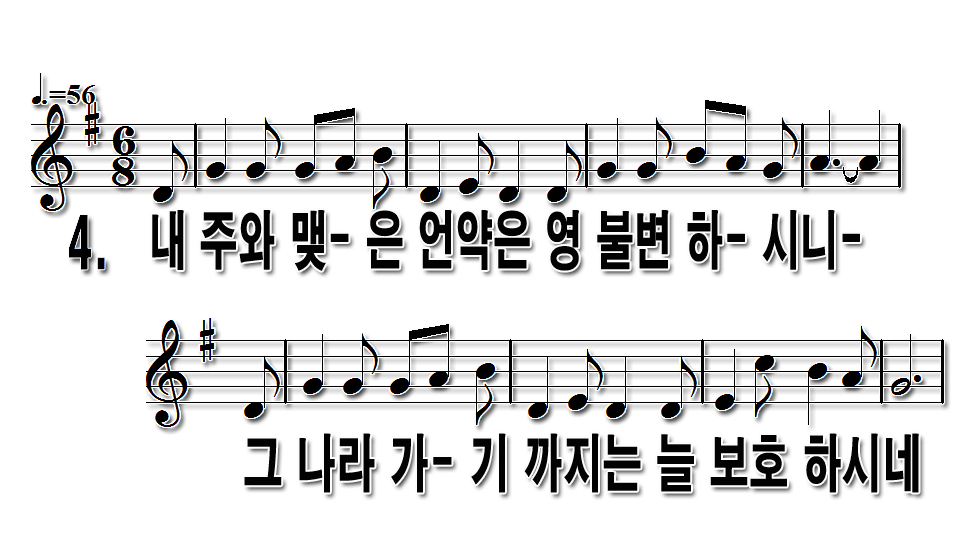 ♩.=56
6
8
4. 내 주와 맺- 은 언약은 영 불변 하- 시니-
그 나라 가- 기 까지는 늘 보호 하시네